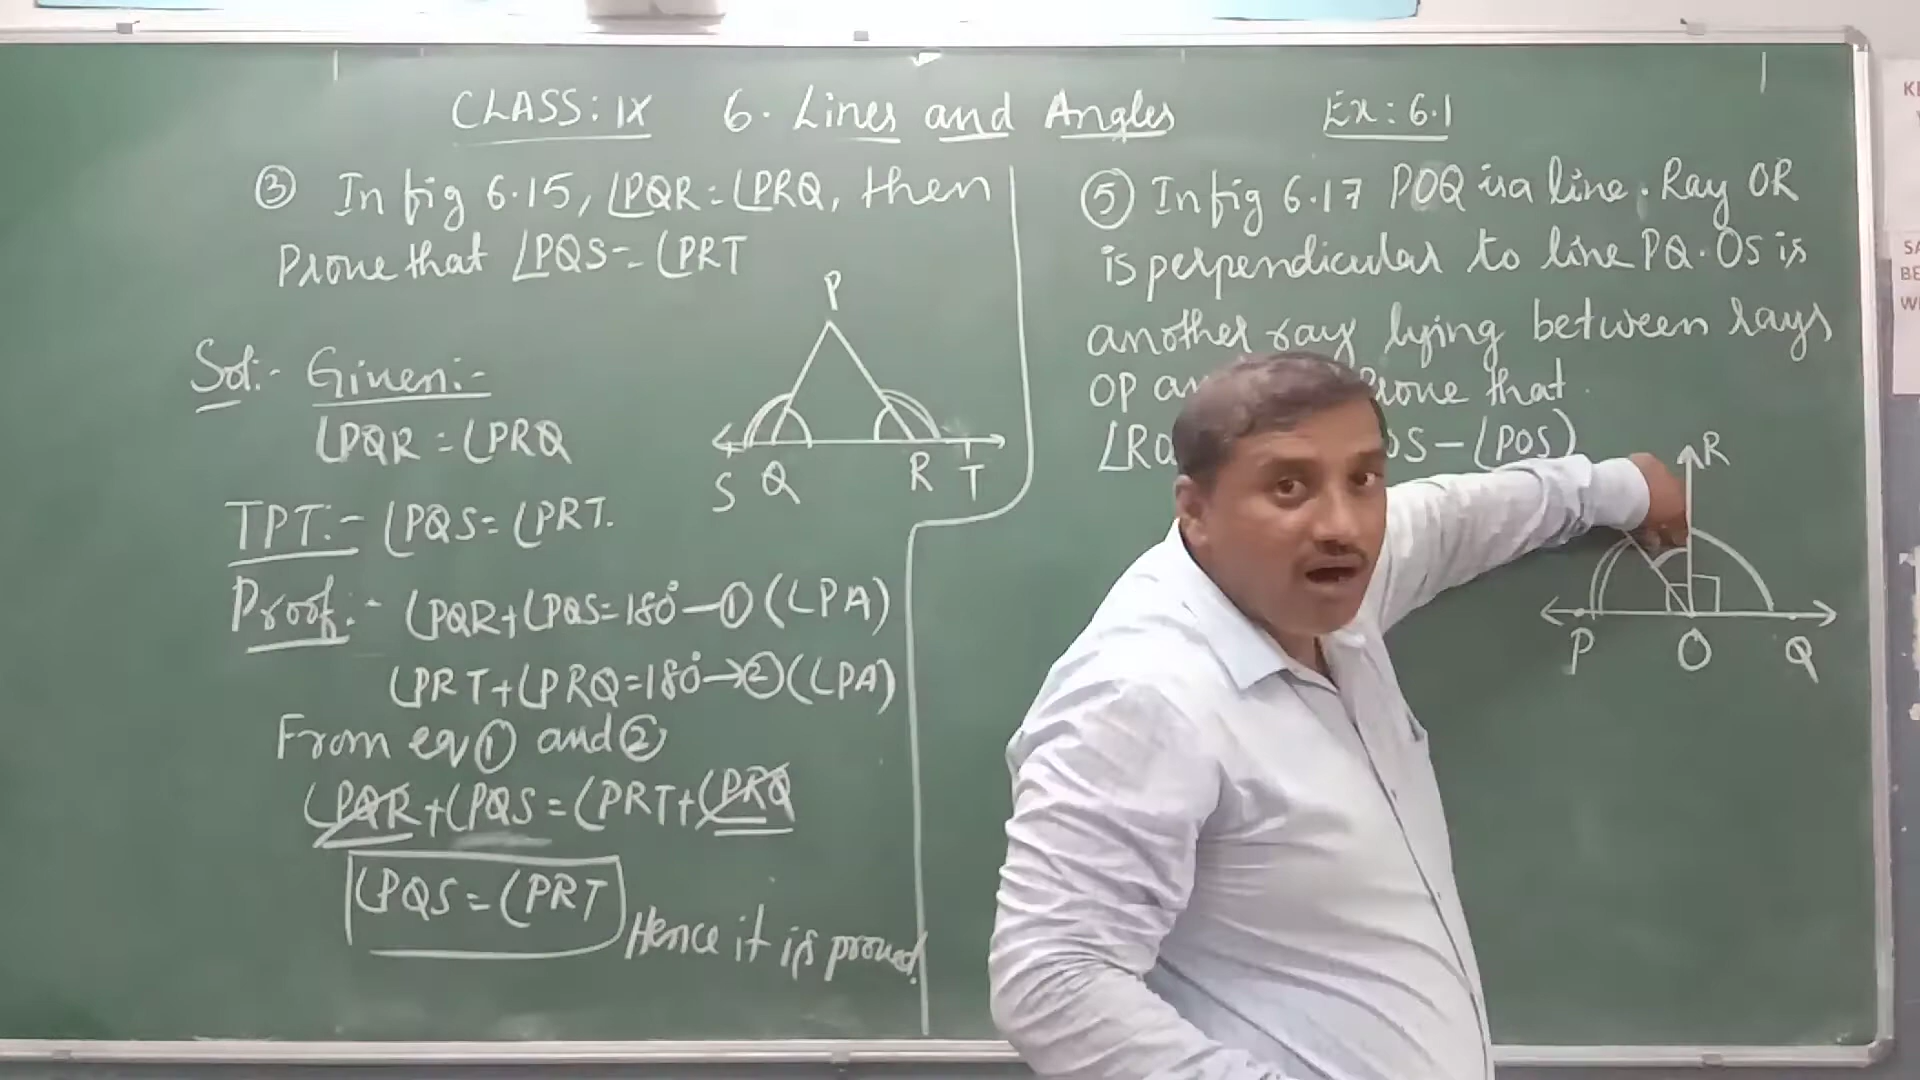 CLASS: IX 6. Lines and Angles Ex: 6.1
③ In fig 6.15, ∠PQR = ∠PRQ, then
Prove that ∠PQS = ∠PRT
P
S Q R T
Sol:- Given:-
∠PQR = ∠PRQ
TPT:- ∠PQS = ∠PRT.
Proof:- ∠PQR + ∠PQS = 180° — ① (LPA)
∠PRT + ∠PRQ = 180° → ② (LPA)
From eq ① and ②
∠PQR + ∠PQS = ∠PRT + ∠PRQ
∠PQS = ∠PRT
Hence it is proved.
⑤ In fig 6.17 POQ is a line. Ray OR
is perpendicular to line PQ. OS is
another ray lying between rays
OP that
OS – ∠POS)
R
P O Q